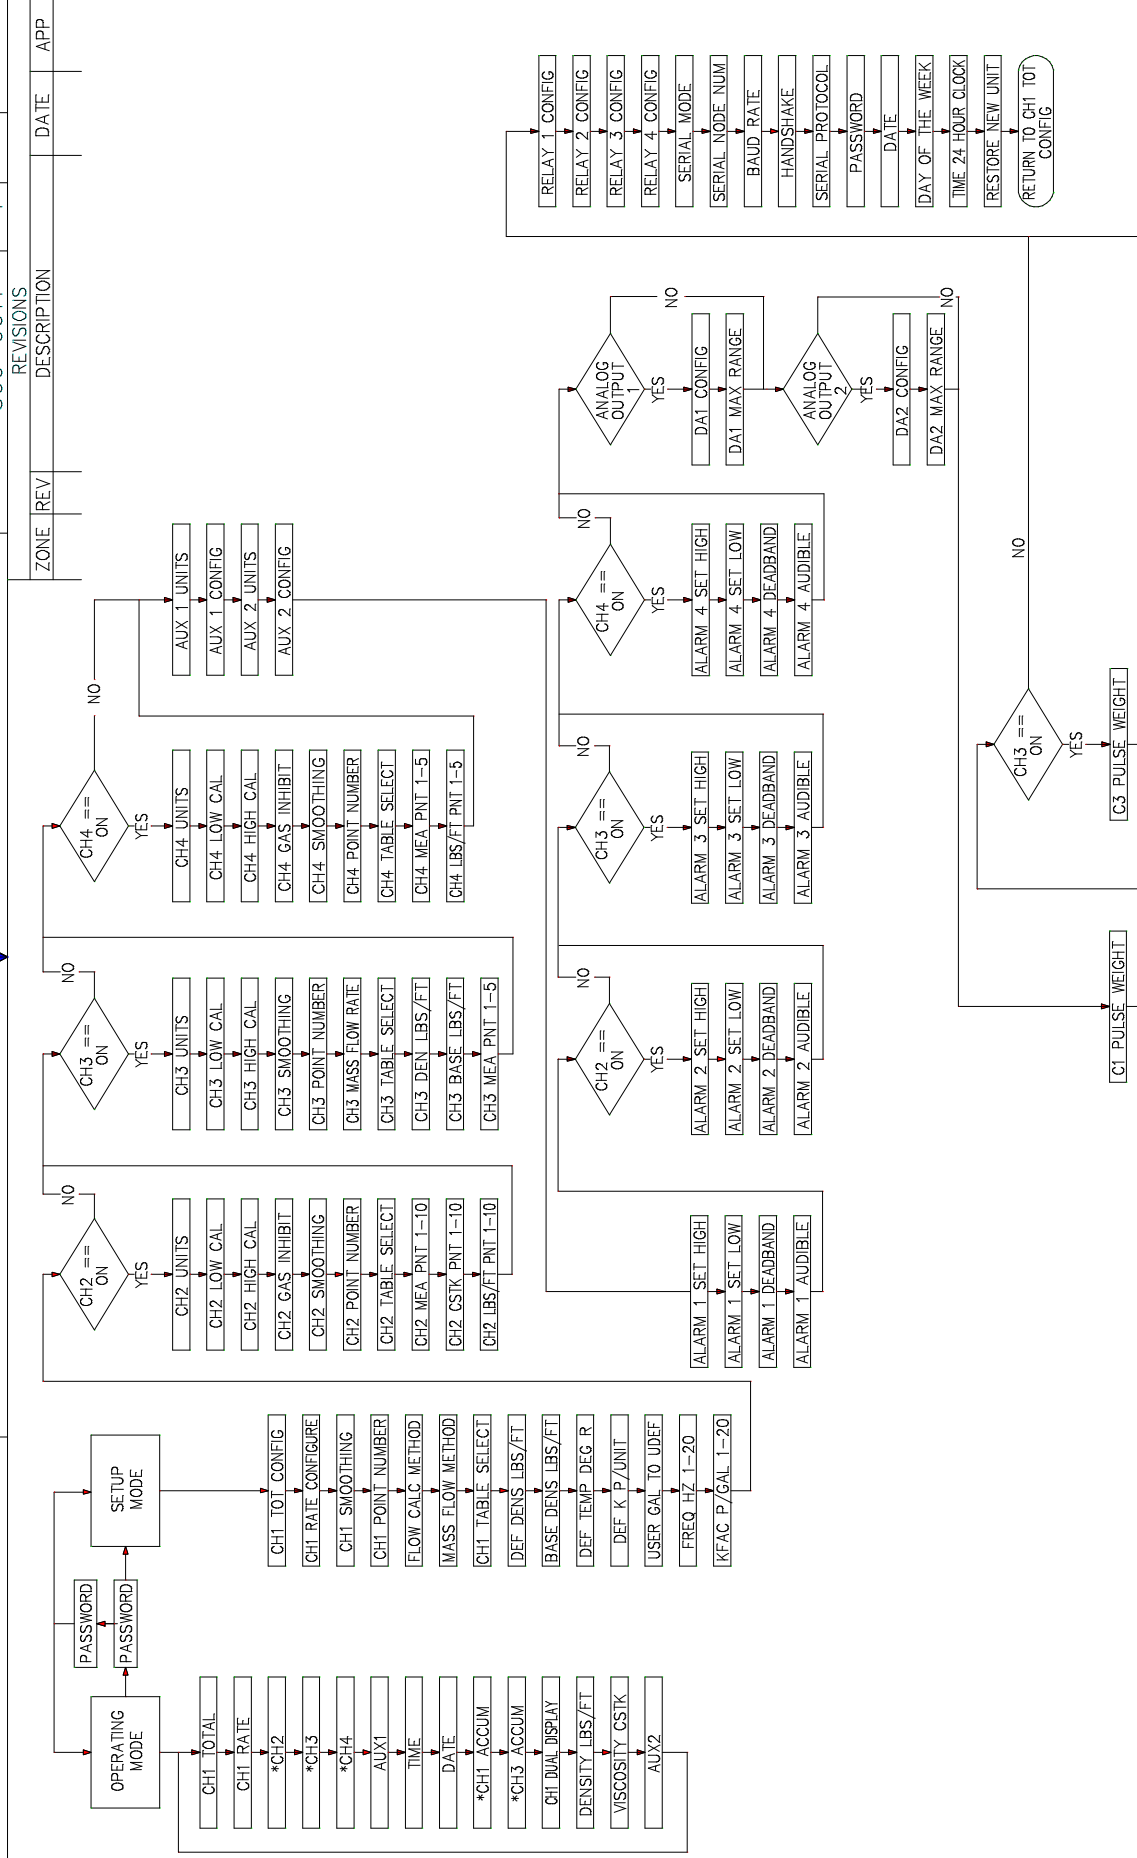 REVISIONS
ZONE
REV
DESCRIPTION
DATE
APP
OPERATING
MODE
PASSWORD
PASSWORD
SETUP
MODE
CH1 TOTAL
CH1 RATE
*CH2
*CH3
*CH4
AUX1
TIME
DATE
*CH1 ACCUM
*CH3 ACCUM
CH1 DUAL DISPLAY
DENSITY LBS/FT
VISCOSITY CSTK
AUX2
CH1 TOT CONFIG
CH1 RATE CONFIGURE
CH1 SMOOTHING
CH1 POINT NUMBER
FLOW CALC METHOD
MASS FLOW METHOD
CH1 TABLE SELECT
DEF DENS LBS/FT
BASE DENS LBS/FT
DEF TEMP DEG R
DEF K P/UNIT
USER GAL TO UDEF
FREQ HZ 1-20
KFAC P/GAL 1-20
CH2 ==
ON
NO
YES
CH2 UNITS
CH2 LOW CAL
CH2 HIGH CAL
CH2 GAS INHIBIT
CH2 SMOOTHING
CH2 POINT NUMBER
CH2 TABLE SELECT
CH2 MEA PNT 1-10
CH2 CSTK PNT 1-10
CH2 LBS/FT PNT 1-10
CH3 ==
ON
NO
YES
CH3 UNITS
CH3 LOW CAL
CH3 HIGH CAL
CH3 SMOOTHING
CH3 POINT NUMBER
CH3 MASS FLOW RATE
CH3 TABLE SELECT
CH3 DEN LBS/FT
CH3 BASE LBS/FT
CH3 MEA PNT 1-5
CH4 ==
ON
NO
YES
CH4 UNITS
CH4 LOW CAL
CH4 HIGH CAL
CH4 GAS INHIBIT
CH4 SMOOTHING
CH4 POINT NUMBER
CH4 TABLE SELECT
CH4 MEA PNT 1-5
CH4 LBS/FT PNT 1-5
AUX 1 UNITS
AUX 1 CONFIG
AUX 2 UNITS
AUX 2 CONFIG
ALARM 1 SET HIGH
ALARM 1 SET LOW
ALARM 1 DEADBAND
ALARM 1 AUDIBLE
CH2 ==
ON
NO
YES
ALARM 2 SET HIGH
ALARM 2 SET LOW
ALARM 2 DEADBAND
ALARM 2 AUDIBLE
CH3 ==
ON
NO
YES
ALARM 3 SET HIGH
ALARM 3 SET LOW
ALARM 3 DEADBAND
ALARM 3 AUDIBLE
CH4 ==
ON
NO
YES
ALARM 4 SET HIGH
ALARM 4 SET LOW
ALARM 4 DEADBAND
ALARM 4 AUDIBLE
ANALOG
OUTPUT
1
NO
YES
DA1 CONFIG
DA1 MAX RANGE
ANALOG
OUTPUT
2
NO
YES
DA2 CONFIG
DA2 MAX RANGE
C1 PULSE WEIGHT
CH3 ==
ON
NO
YES
C3 PULSE WEIGHT
RELAY 1 CONFIG
RELAY 2 CONFIG
RELAY 3 CONFIG
RELAY 4 CONFIG
SERIAL MODE
SERIAL NODE NUM
BAUD RATE
HANDSHAKE
SERIAL PROTOCOL
PASSWORD
DATE
DAY OF THE WEEK
TIME 24 HOUR CLOCK
RESTORE NEW UNIT
RETURN TO CH1 TOT
CONFIG